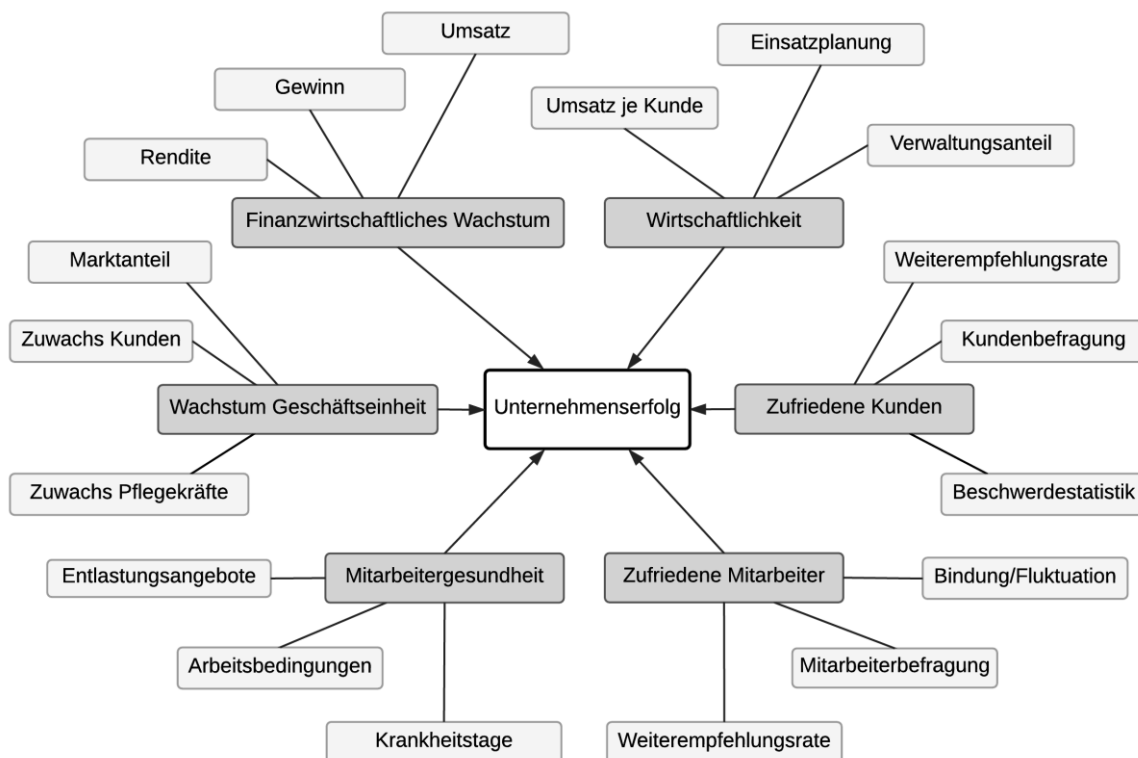 Umsatz
Einsatzplanung
Gewinn
Umsatz je Kunde
Rendite
Verwaltungsanteil
Finanzwirtschaftliches Wachstum
Wirtschaftlichkeit
Marktanteil
Weiterempfehlungsrate
Zuwachs Kunden
Kundenbefragung
Wachstum Geschäftseinheit
Unternehmenserfolg
Zufriedene Kunden
Zuwachs Pflegekräfte
Beschwerdestatistik
Entlastungsangebote
Mitarbeitergesundheit
Zufriedene Mitarbeiter
Bindung/Fluktuation
Arbeitsbedingungen
Mitarbeiterbefragung
Krankheitstage
Weiterempfehlungsrate